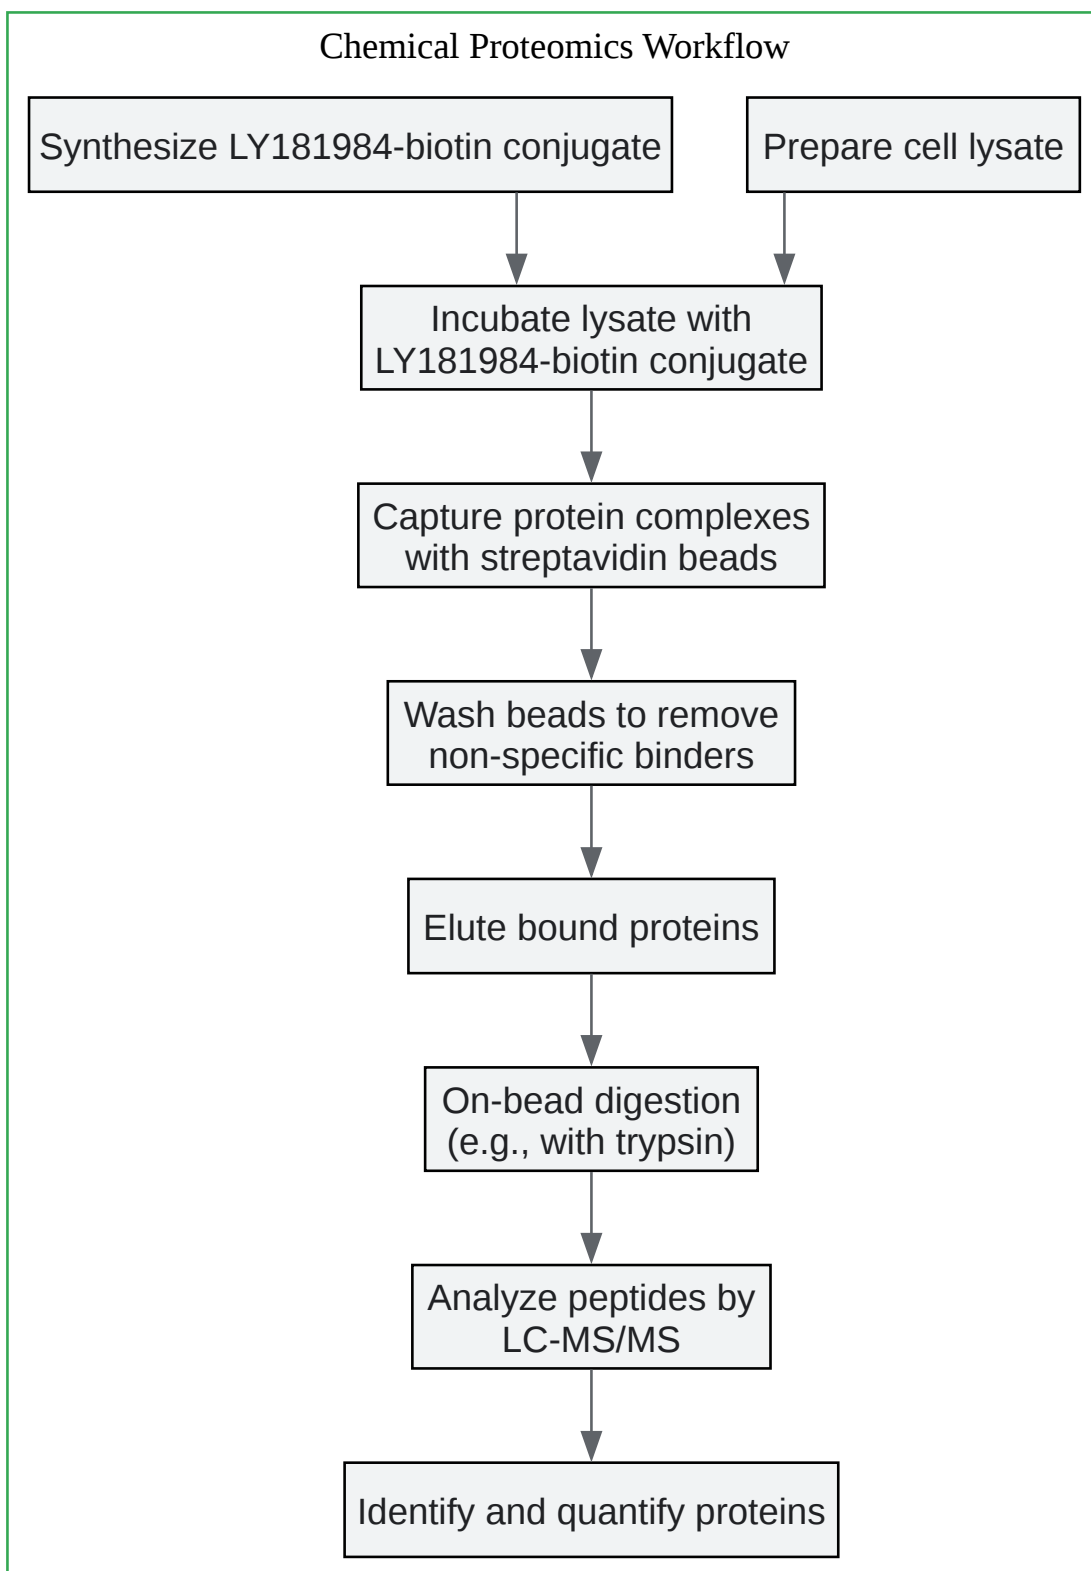 Chemical Proteomics Workflow
Synthesize LY181984-biotin conjugate
Prepare cell lysate
Incubate lysate with
LY181984-biotin conjugate
Capture protein complexes
with streptavidin beads
Wash beads to remove
non-specific binders
Elute bound proteins
On-bead digestion
(e.g., with trypsin)
Analyze peptides by
LC-MS/MS
Identify and quantify proteins